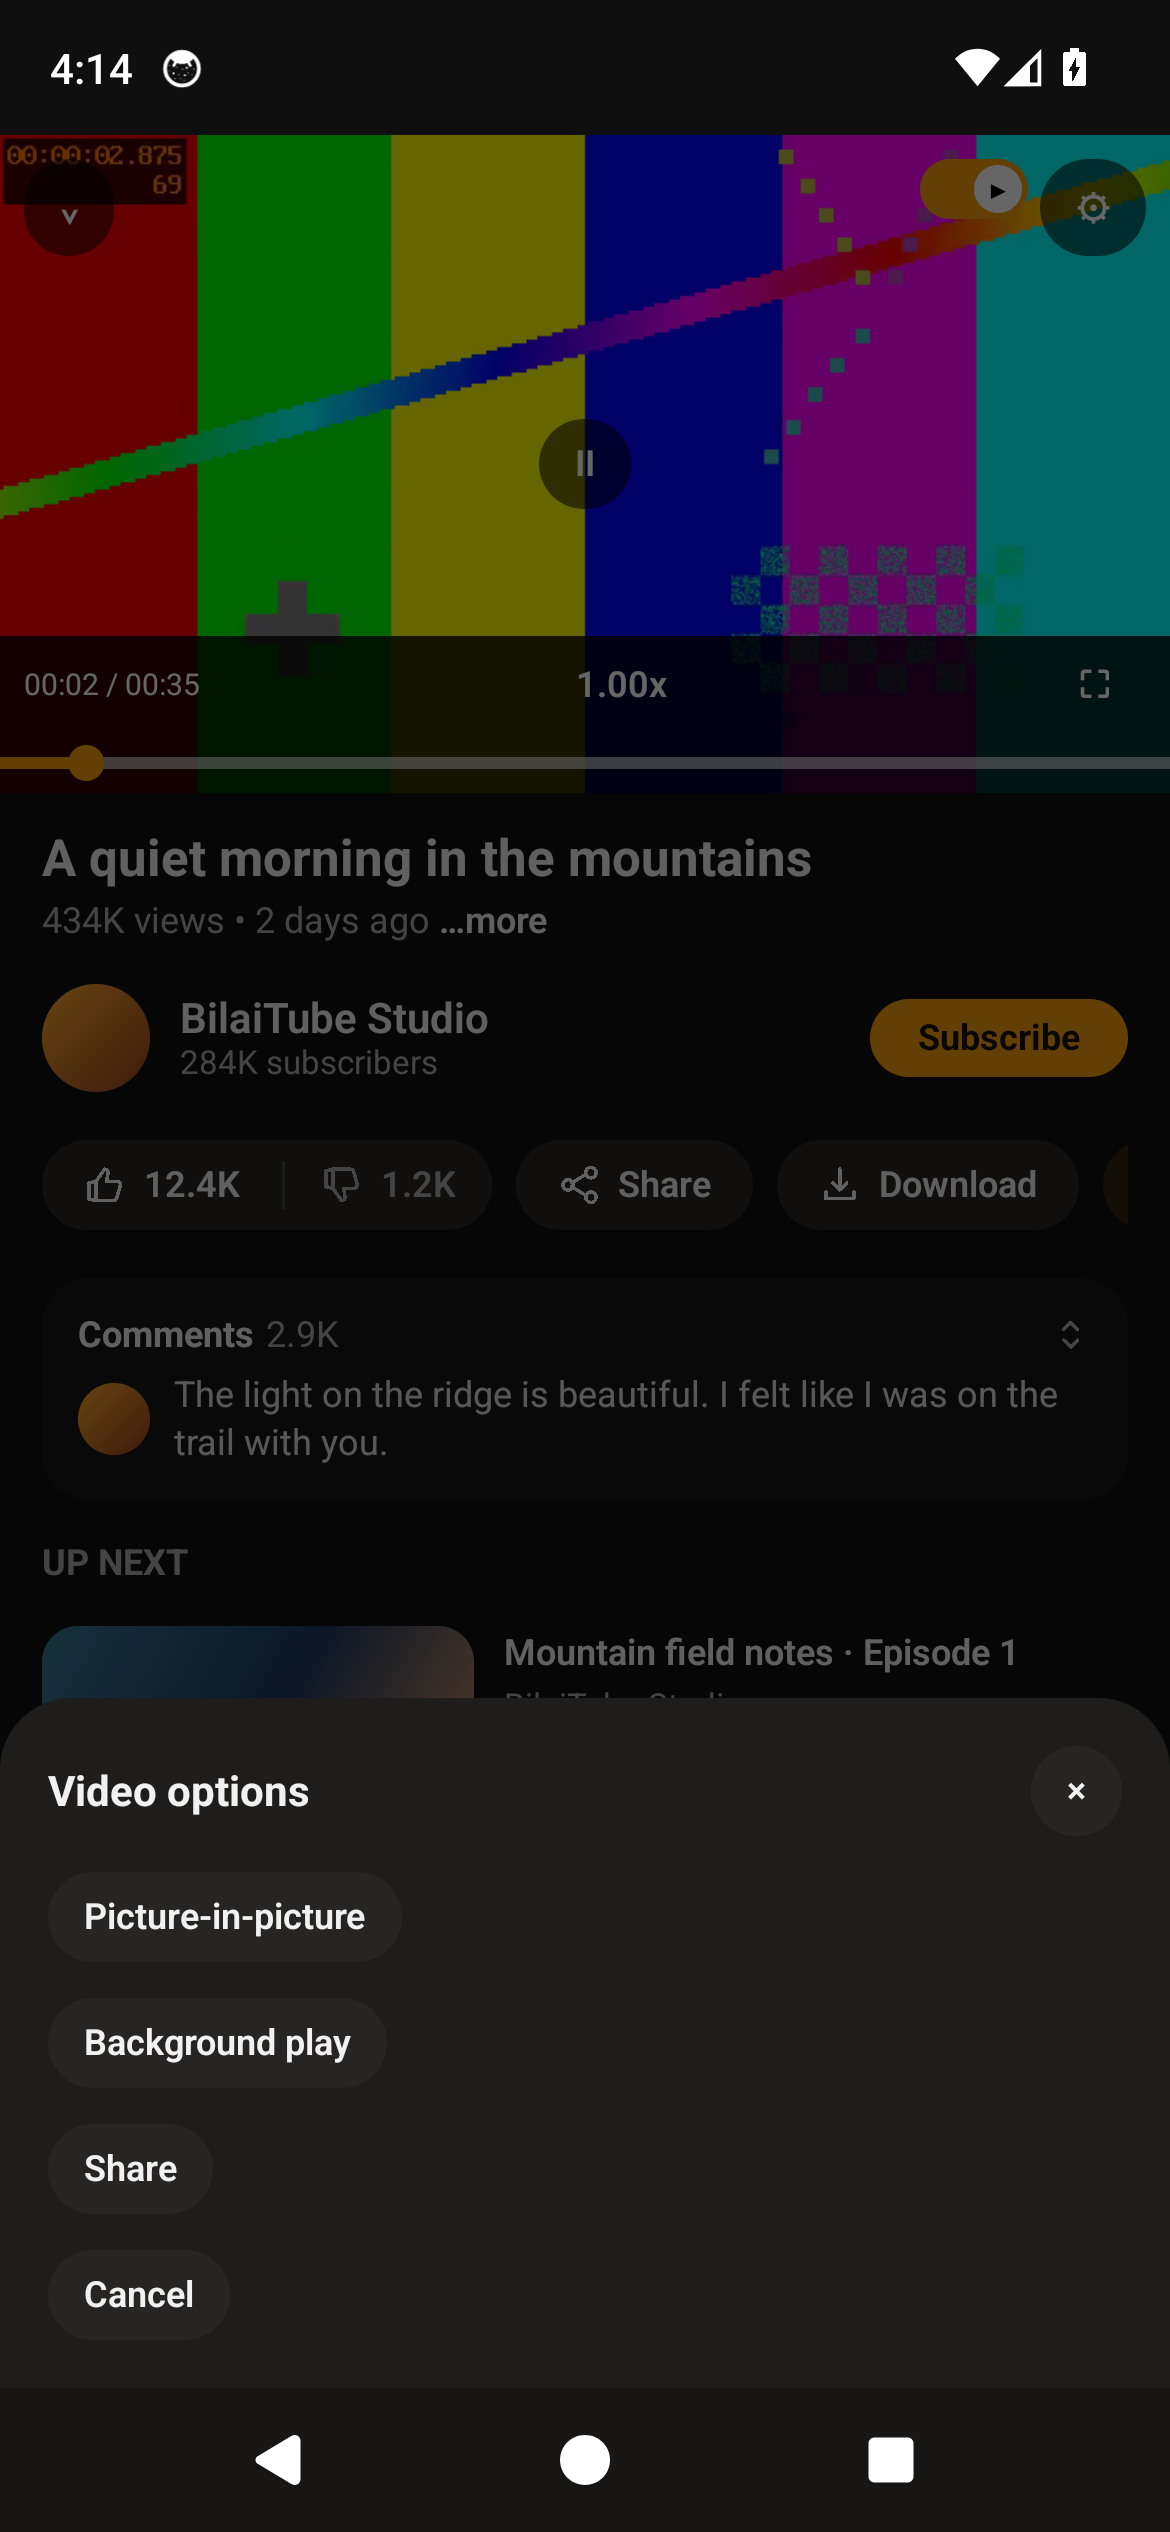 4:14
00:00:02.875
69
00:02 / 00:35
1.00x
A quiet morning in the mountains
434K views • 2 days ago ...more
BilaiTube Studio
284K subscribers
Subscribe
12.4K
1.2K
Share
Download
Comments 2.9K
The light on the ridge is beautiful. I felt like I was on the
trail with you.
UP NEXT
Mountain field notes · Episode 1
Video options
Picture-in-picture
Background play
Share
Cancel